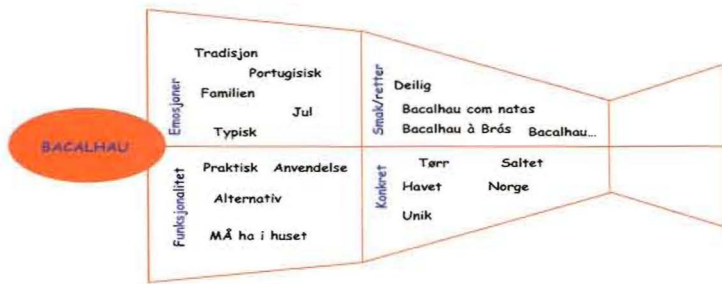 BACALHAU
Emosjoner
Tradisjon
Portugisisk
Familien
Jul
Typisk
Smak/retter
Deilig
Bacalhau com natas
Bacalhau à Brás
Bacalhau...
Funksjonalitet
Praktisk Anvendelse
Alternativ
MÅ ha i huset
Konkret
Tørr Saltet
Havet Norge
Unik